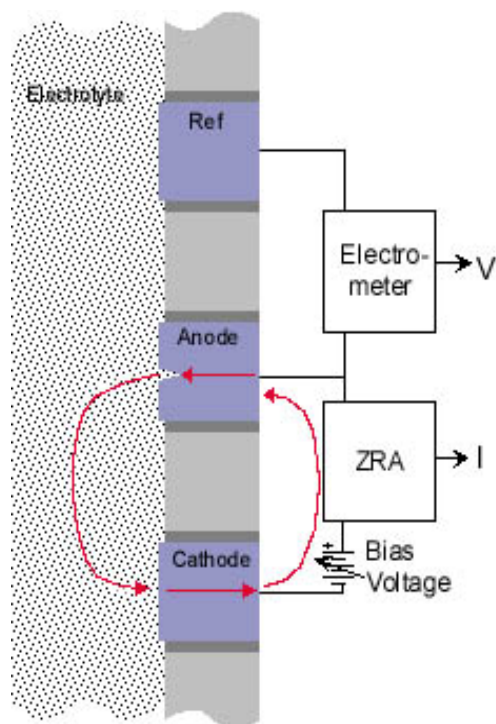 Electrolyte
Ref
Electro-
meter
V
Anode
ZRA
I
Cathode
+
Bias
Voltage